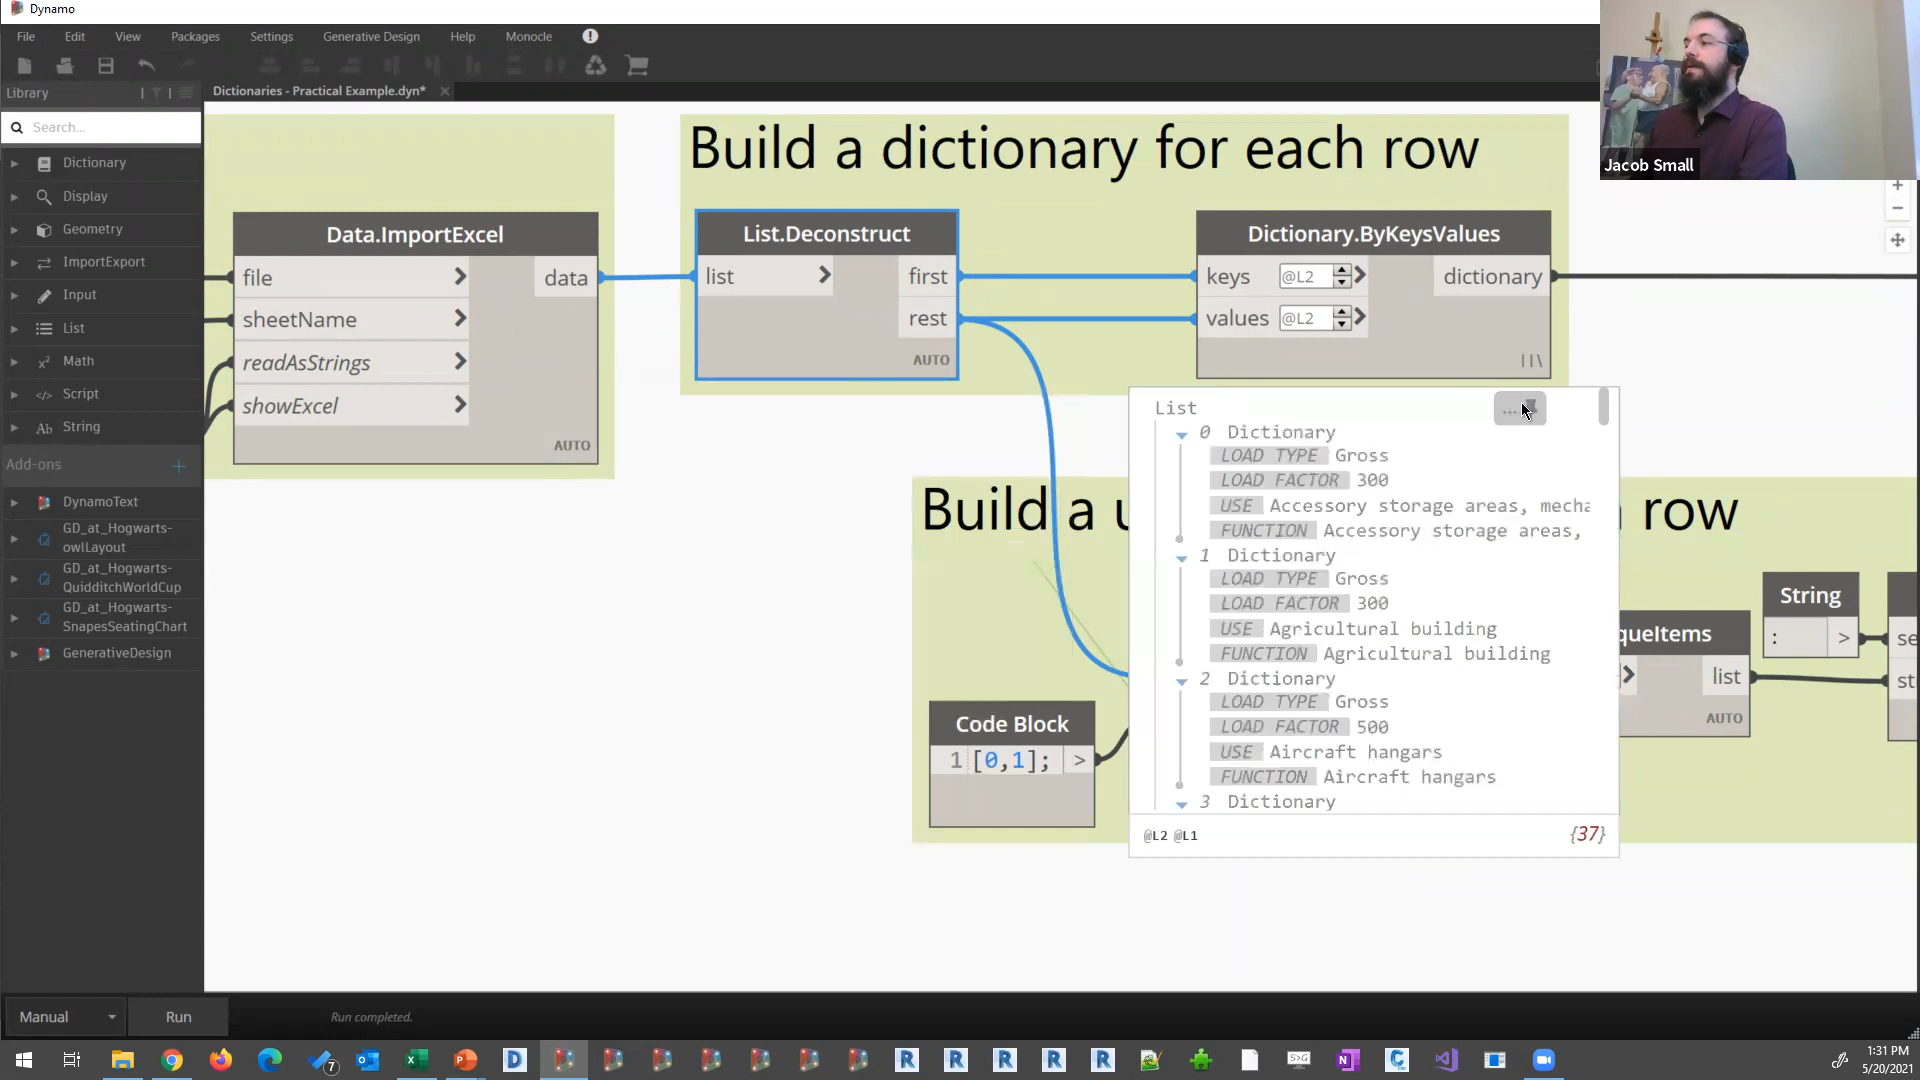 Dynamo
File Edit View Packages Settings Generative Design Help Monocle
Library
Dictionaries - Practical Example.dyn*
Search...
Dictionary
Display
Geometry
ImportExport
Input
List
Math
Script
String
Add-ons
DynamoText
GD_at_Hogwarts-
owlLayout
GD_at_Hogwarts-
QuidditchWorldCup
GD_at_Hogwarts-
SnapesSeatingChart
GenerativeDesign
Data.ImportExcel
file > data
sheetName >
readAsStrings >
showExcel >
AUTO
Build a dictionary for each row
List.Deconstruct
list > first
rest
AUTO
Dictionary.ByKeysValues
keys @L2 > dictionary
values @L2 >
List
0 Dictionary
LOAD TYPE Gross
LOAD FACTOR 300
USE Accessory storage areas, mecha
FUNCTION Accessory storage areas,
1 Dictionary
LOAD TYPE Gross
LOAD FACTOR 300
USE Agricultural building
FUNCTION Agricultural building
2 Dictionary
LOAD TYPE Gross
LOAD FACTOR 500
USE Aircraft hangars
FUNCTION Aircraft hangars
3 Dictionary
@L2 @L1 {37}
Build a u row
Code Block
1 [0,1]; >
queItems
> list
AUTO
String
: >
se
st
Jacob Small
Manual Run Run completed.
7
1:31 PM
5/20/2021